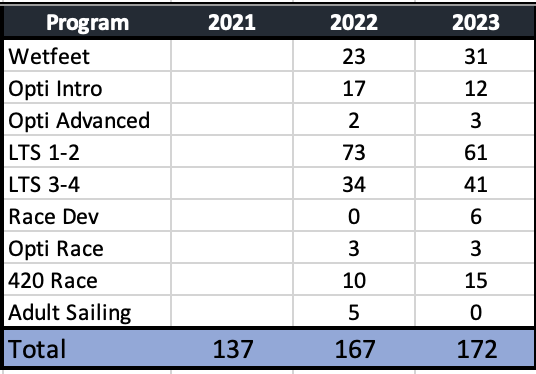 Program 2021 2022 2023
Wetfeet 23 31
Opti Intro 17 12
Opti Advanced 2 3
LTS 1-2 73 61
LTS 3-4 34 41
Race Dev 0 6
Opti Race 3 3
420 Race 10 15
Adult Sailing 5 0
Total 137 167 172